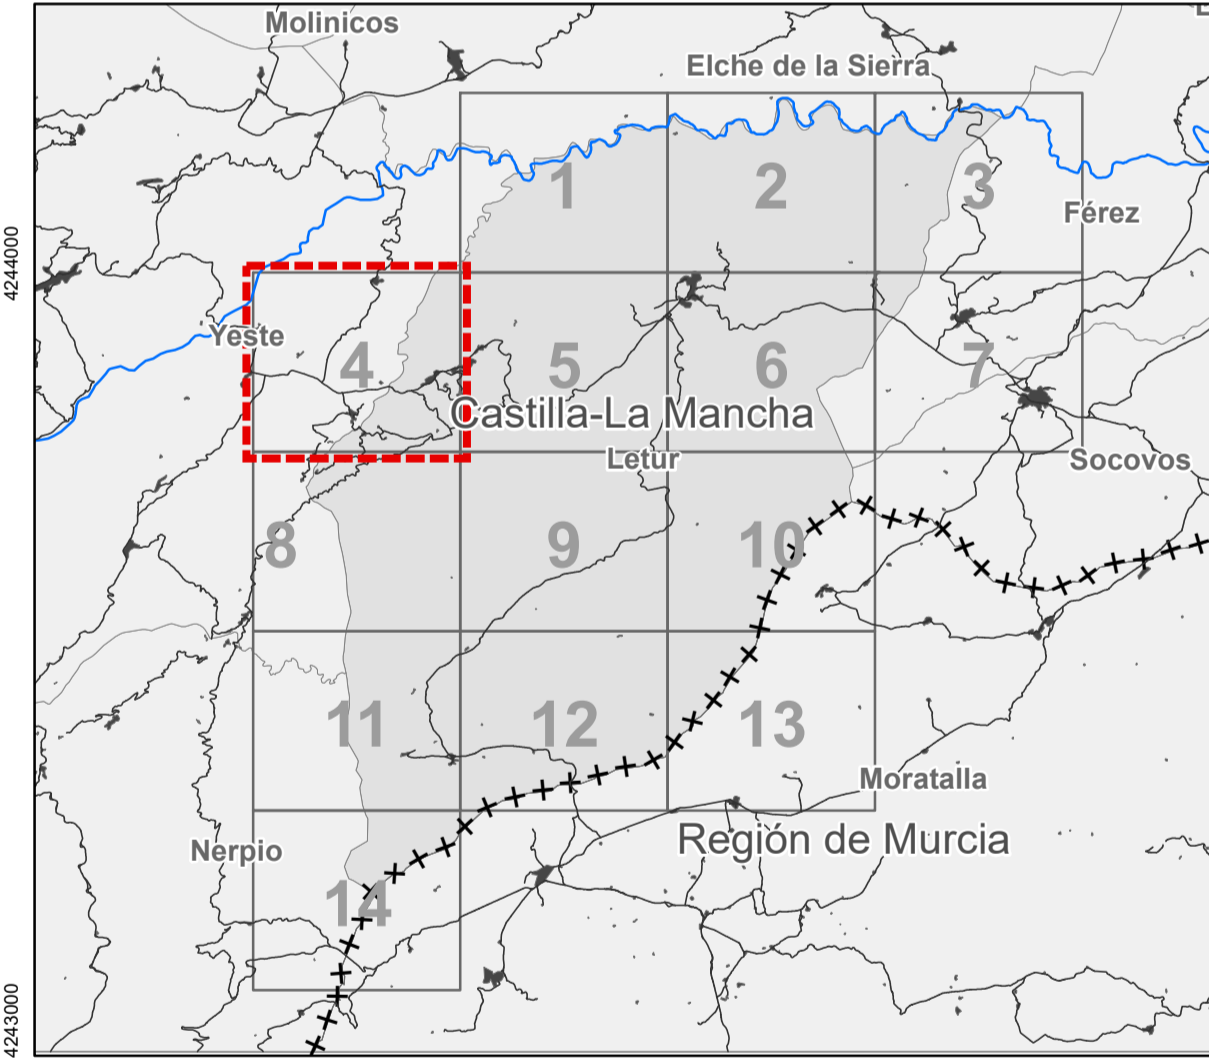 Molinicos
Elche de la Sierra
1
2
3
Férez
4244000
Yeste
4
5
6
7
Castilla-La Mancha
Letur
Socovos
8
9
10
11
12
13
Moratalla
Región de Murcia
Nerpio
14
4243000